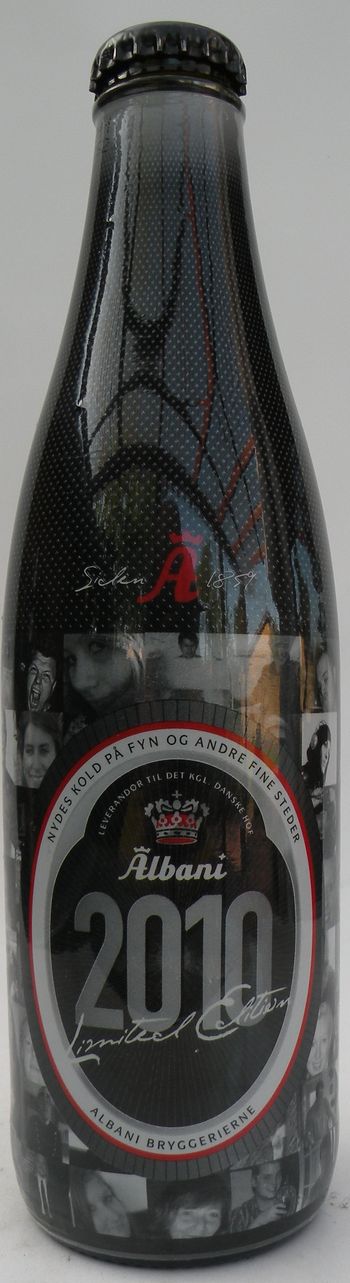 Siden A 1859
NYDES KOLD PÅ FYN OG ANDRE FINE STEDER
LEVERANDØR TIL DET KGL. DANSKE HOF
Albani
2010
Limited Edition
ALBANI BRYGGERIERNE